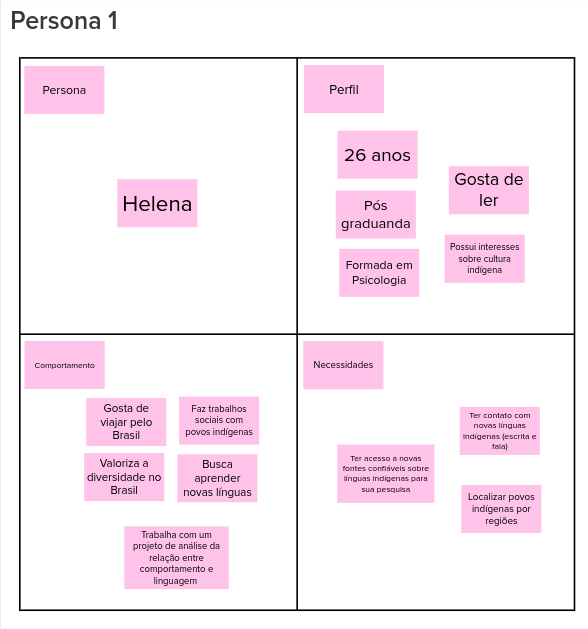 Persona 1
Persona
Helena
Perfil
26 anos
Pós
graduanda
Formada em
Psicologia
Gosta de
ler
Possui interesses
sobre cultura
indígena
Comportamento
Gosta de
viajar pelo
Brasil
Faz trabalhos
sociais com
povos indígenas
Valoriza a
diversidade no
Brasil
Busca
aprender
novas línguas
Trabalha com um
projeto de análise da
relação entre
comportamento e
linguagem
Necessidades
Ter acesso a novas
fontes confiáveis sobre
línguas indígenas para
sua pesquisa
Ter contato com
novas línguas
indígenas (escrita e
fala)
Localizar povos
indígenas por
regiões